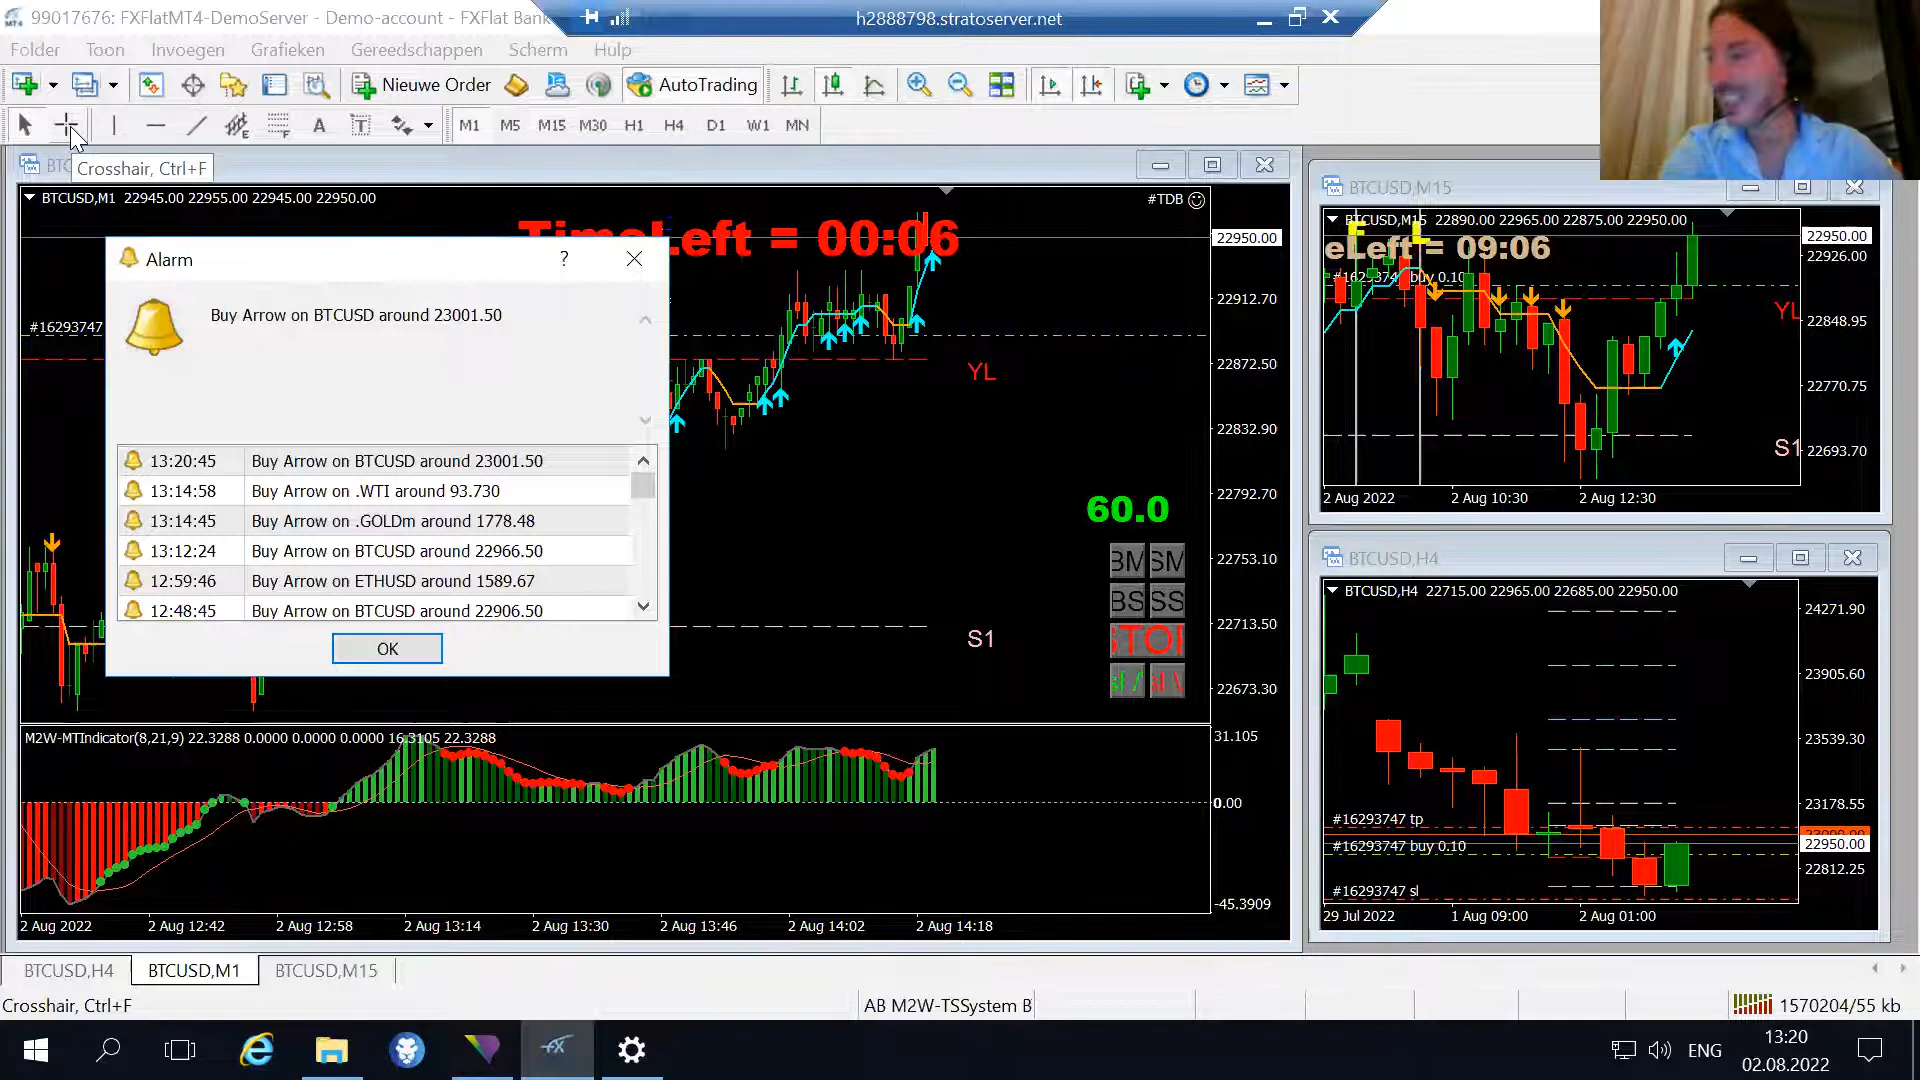 99017676: FXFlatMT4-DemoServer - Demo-account - FXFlat Bank
h2888798.stratoserver.net
Folder Toon Invoegen Grafieken Gereedschappen Scherm Hulp
Nieuwe Order AutoTrading
A T M1 M5 M15 M30 H1 H4 D1 W1 MN
Crosshair, Ctrl+F
BTCUSD,M1 22945.00 22955.00 22945.00 22950.00
#TDB
TimeLeft = 00:06
#16293747
YL
S1
60.0
BM SM
BS SS
22950.00
22912.70
22872.50
22832.90
22792.70
22753.10
22713.50
22673.30
Alarm
?
Buy Arrow on BTCUSD around 23001.50
13:20:45 Buy Arrow on BTCUSD around 23001.50
13:14:58 Buy Arrow on .WTI around 93.730
13:14:45 Buy Arrow on .GOLDm around 1778.48
13:12:24 Buy Arrow on BTCUSD around 22966.50
12:59:46 Buy Arrow on ETHUSD around 1589.67
12:48:45 Buy Arrow on BTCUSD around 22906.50
OK
M2W-MTIndicator(8,21,9) 22.3288 0.0000 0.0000 0.0000 16.3105 22.3288
31.105
0.00
-45.3909
2 Aug 2022 2 Aug 12:42 2 Aug 12:58 2 Aug 13:14 2 Aug 13:30 2 Aug 13:46 2 Aug 14:02 2 Aug 14:18
BTCUSD,M15
BTCUSD,M15 22890.00 22965.00 22875.00 22950.00
eLeft = 09:06
#16293747 buy 0.10
YL
S1
22950.00
22926.00
22848.95
22770.75
22693.70
2 Aug 2022 2 Aug 10:30 2 Aug 12:30
BTCUSD,H4
BTCUSD,H4 22715.00 22965.00 22685.00 22950.00
24271.90
23905.60
23539.30
23178.55
22950.00
22812.25
#16293747 tp
#16293747 buy 0.10
#16293747 sl
29 Jul 2022 1 Aug 09:00 2 Aug 01:00
BTCUSD,H4 BTCUSD,M1 BTCUSD,M15
Crosshair, Ctrl+F
AB M2W-TSSystem B
1570204/55 kb
ENG
13:20
02.08.2022